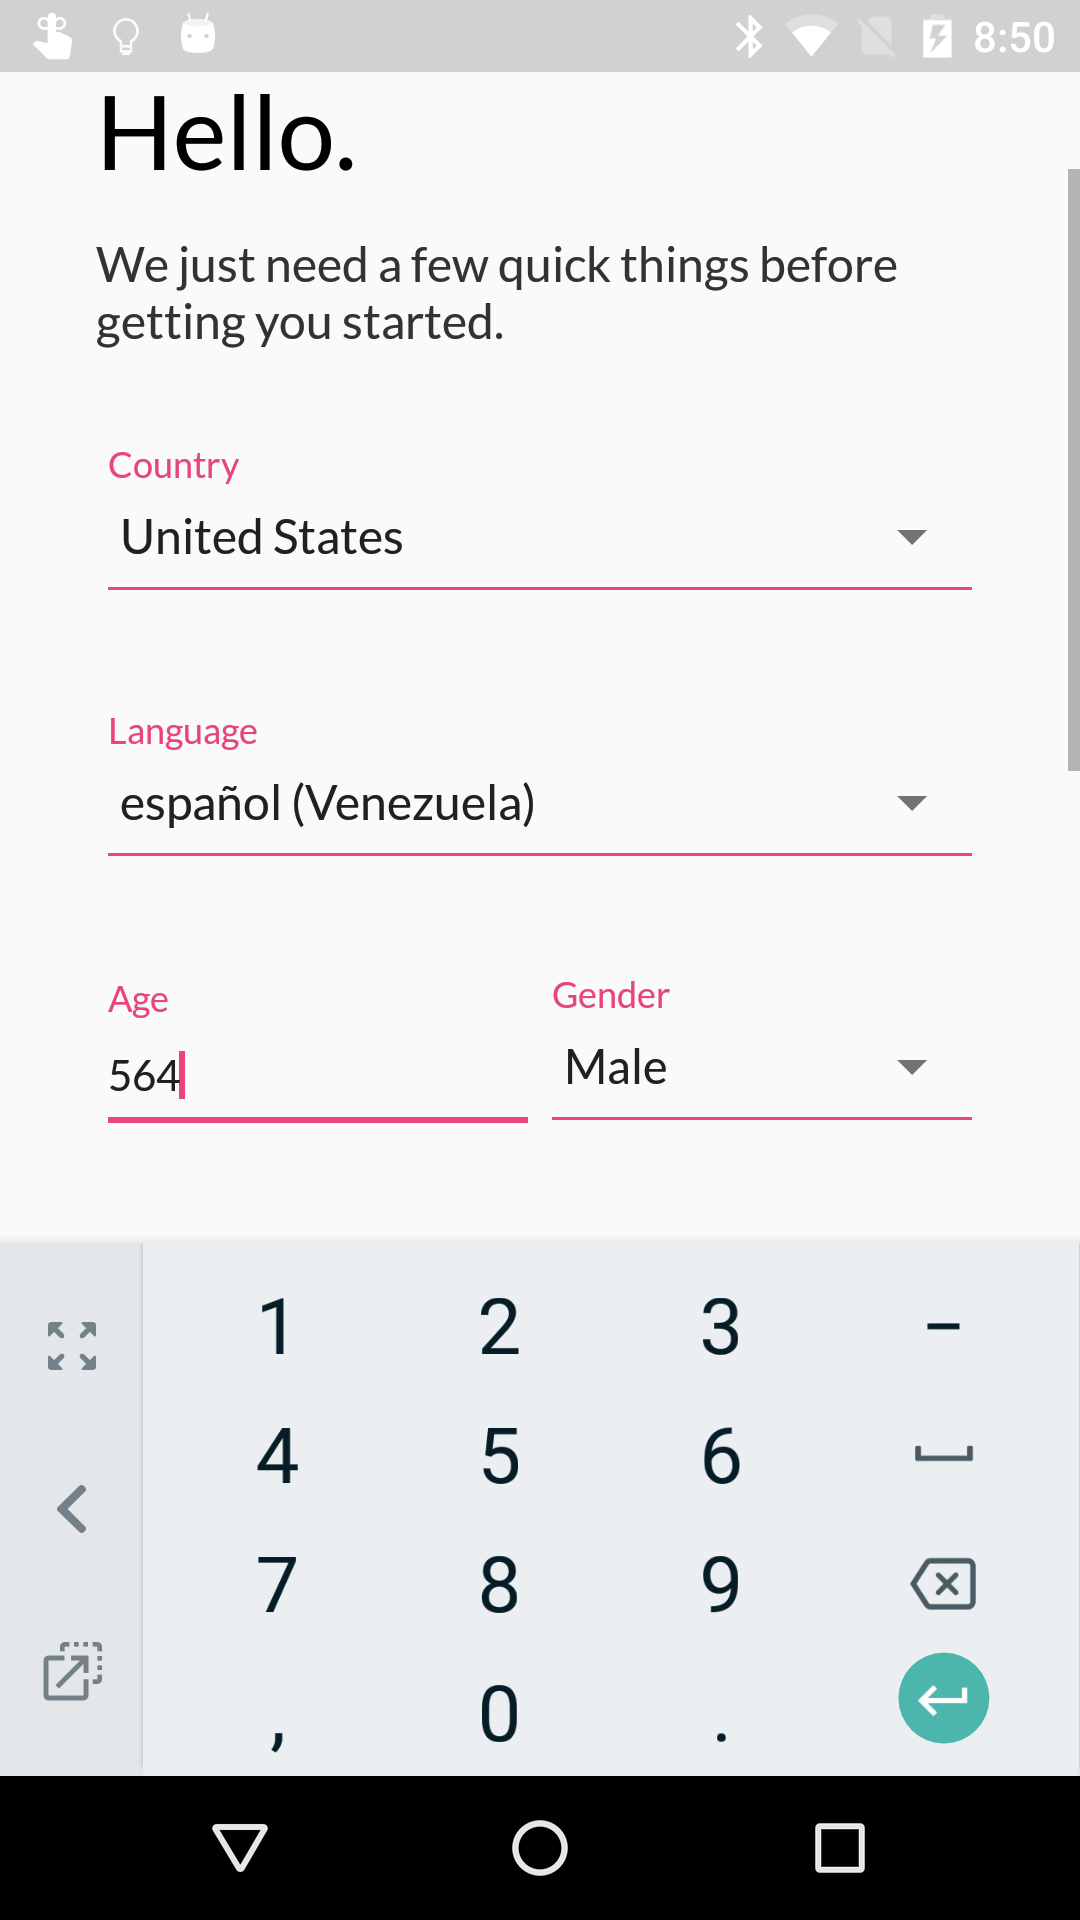 8:50
Hello.
We just need a few quick things before
getting you started.
Country
United States
Language
español (Venezuela)
Age
Gender
564
Male
1 2 3 –
4 5 6
7 8 9
, 0 .